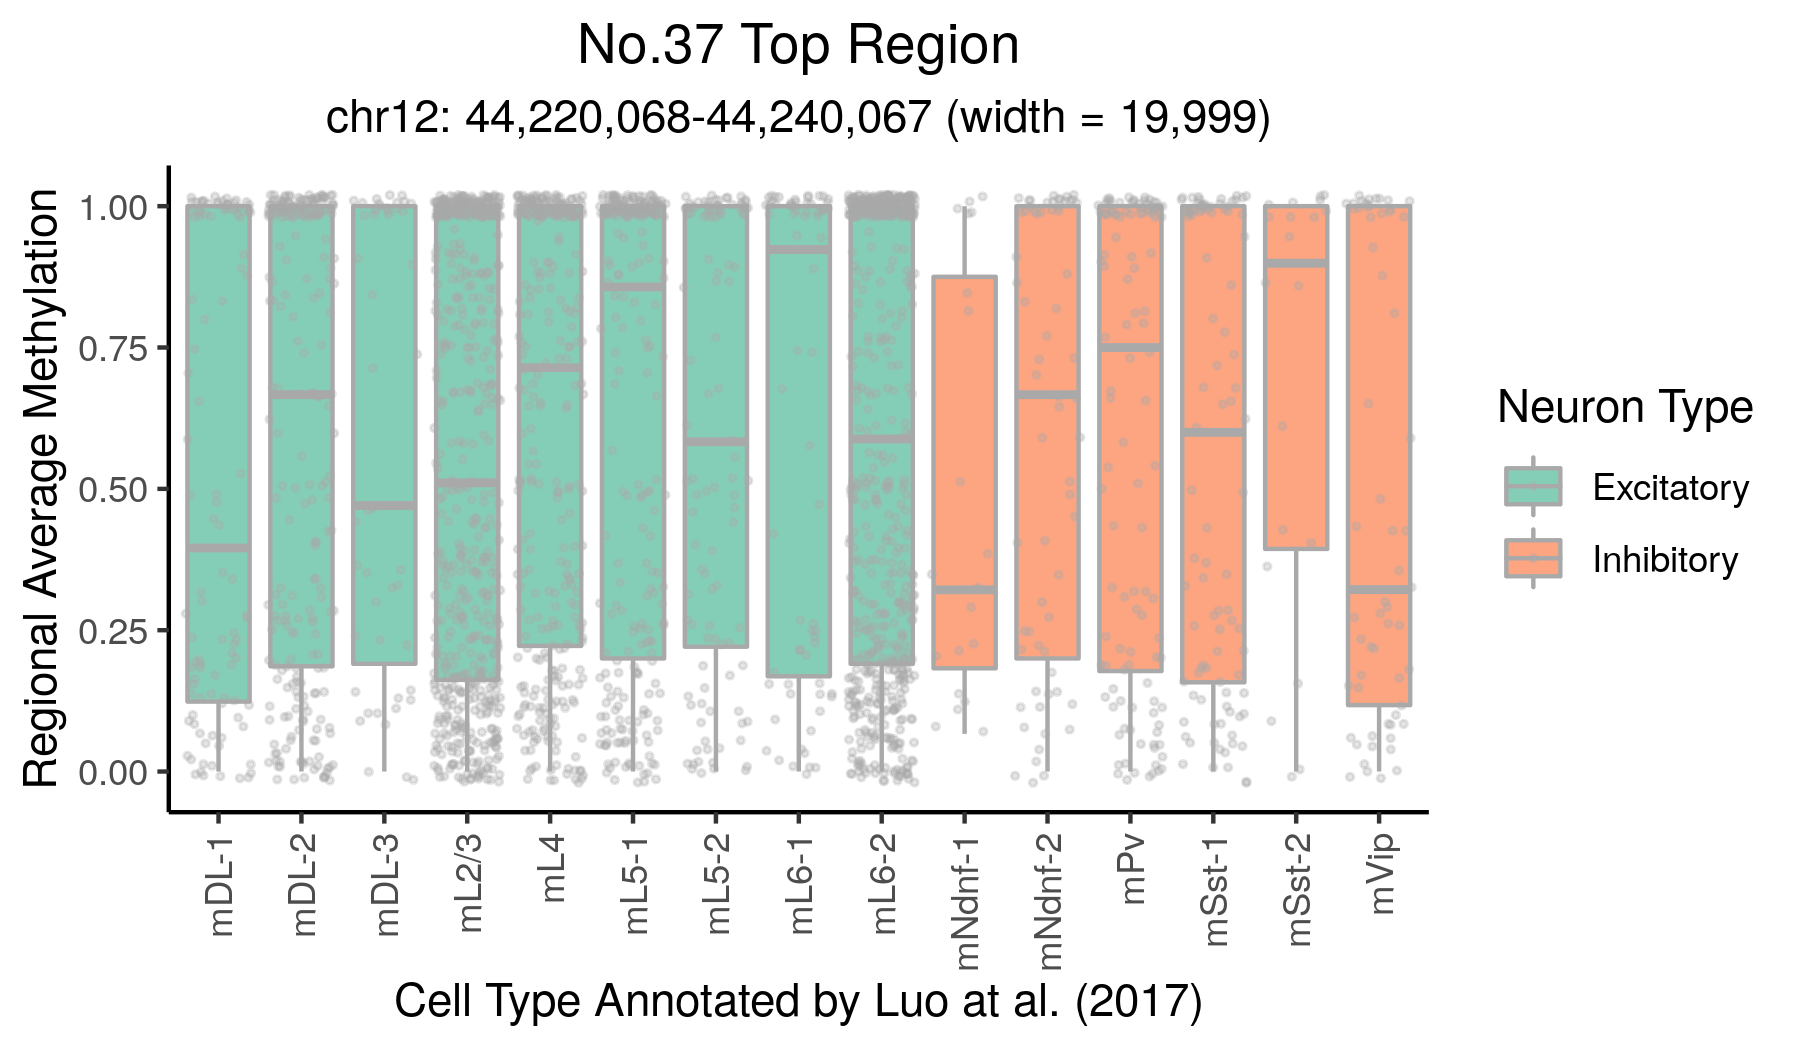 No.37 Top Region
chr12: 44,220,068-44,240,067 (width = 19,999)
Regional Average Methylation
1.00
0.75
0.50
0.25
0.00
mDL-1
mDL-2
mDL-3
mL2/3
mL4
mL5-1
mL5-2
mL6-1
mL6-2
mNdnf-1
mNdnf-2
mPv
mSst-1
mSst-2
mVip
Cell Type Annotated by Luo at al. (2017)
Neuron Type
Excitatory
Inhibitory